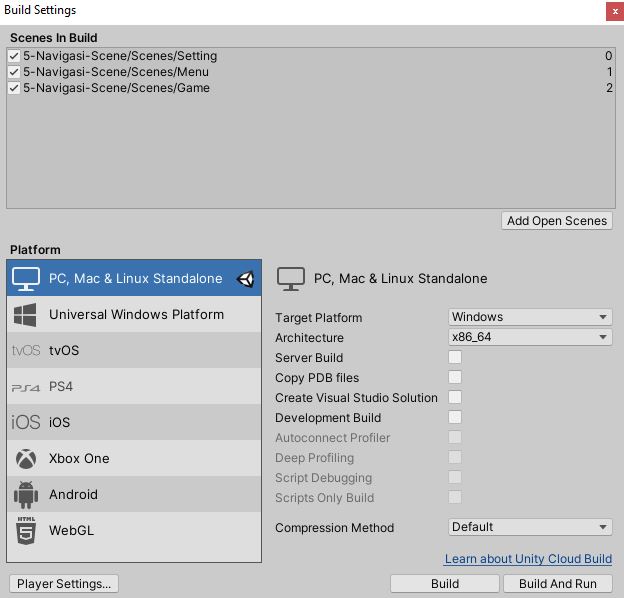 Build Settings
x
Scenes In Build
5-Navigasi-Scene/Scenes/Setting 0
5-Navigasi-Scene/Scenes/Menu 1
5-Navigasi-Scene/Scenes/Game 2
Add Open Scenes
Platform
PC, Mac & Linux Standalone
Universal Windows Platform
tvOS tvOS
PS4 PS4
iOS iOS
Xbox One
Android
HTML 5 WebGL
PC, Mac & Linux Standalone
Target Platform Windows
Architecture x86_64
Server Build
Copy PDB files
Create Visual Studio Solution
Development Build
Autoconnect Profiler
Deep Profiling
Script Debugging
Scripts Only Build
Compression Method Default
Learn about Unity Cloud Build
Player Settings... Build Build And Run